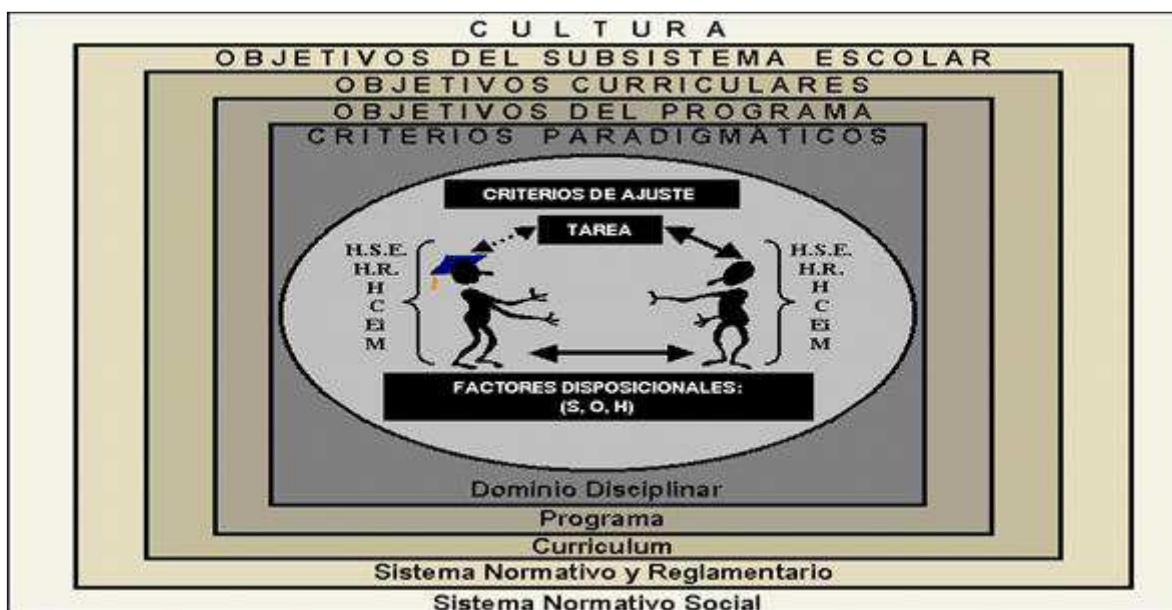 CULTURA
OBJETIVOS DEL SUBSISTEMA ESCOLAR
OBJETIVOS CURRICULARES
OBJETIVOS DEL PROGRAMA
CRITERIOS PARADIGMÀTICOS
CRITERIOS DE AJUSTE
TAREA
H.S.E.
H.R.
H
C
Ei
M
H.S.E.
H.R.
H
C
Ei
M
FACTORES DISPOSICIONALES:
(S, O, H)
Dominio Disciplinar
Programa
Curriculum
Sistema Normativo y Reglamentario
Sistema Normativo Social